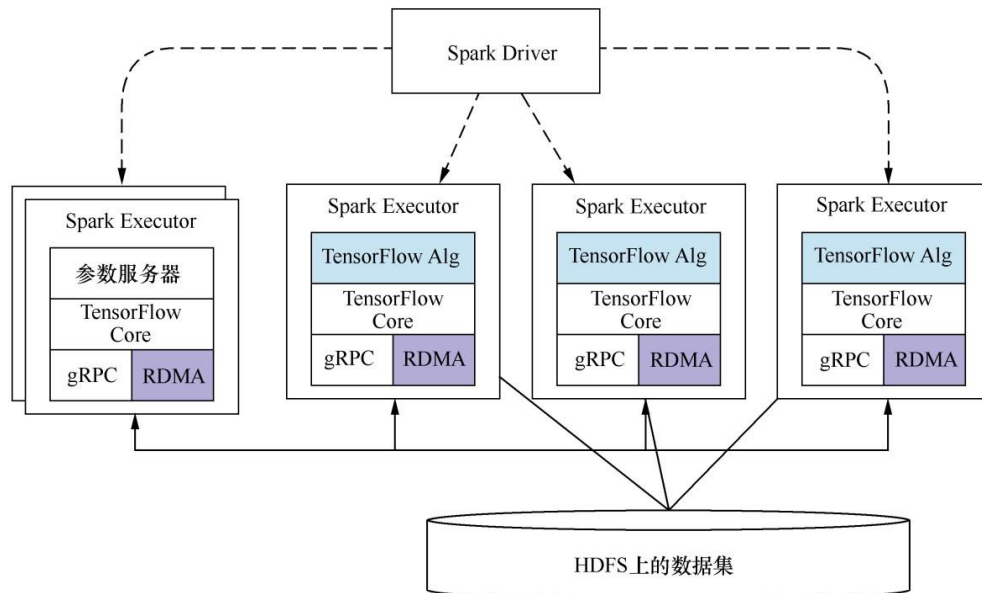 Spark Driver
Spark Executor
参数服务器
TensorFlow
Core
gRPC
RDMA
Spark Executor
TensorFlow Alg
TensorFlow
Core
gRPC
RDMA
Spark Executor
TensorFlow Alg
TensorFlow
Core
gRPC
RDMA
Spark Executor
TensorFlow Alg
TensorFlow
Core
gRPC
RDMA
HDFS上的数据集